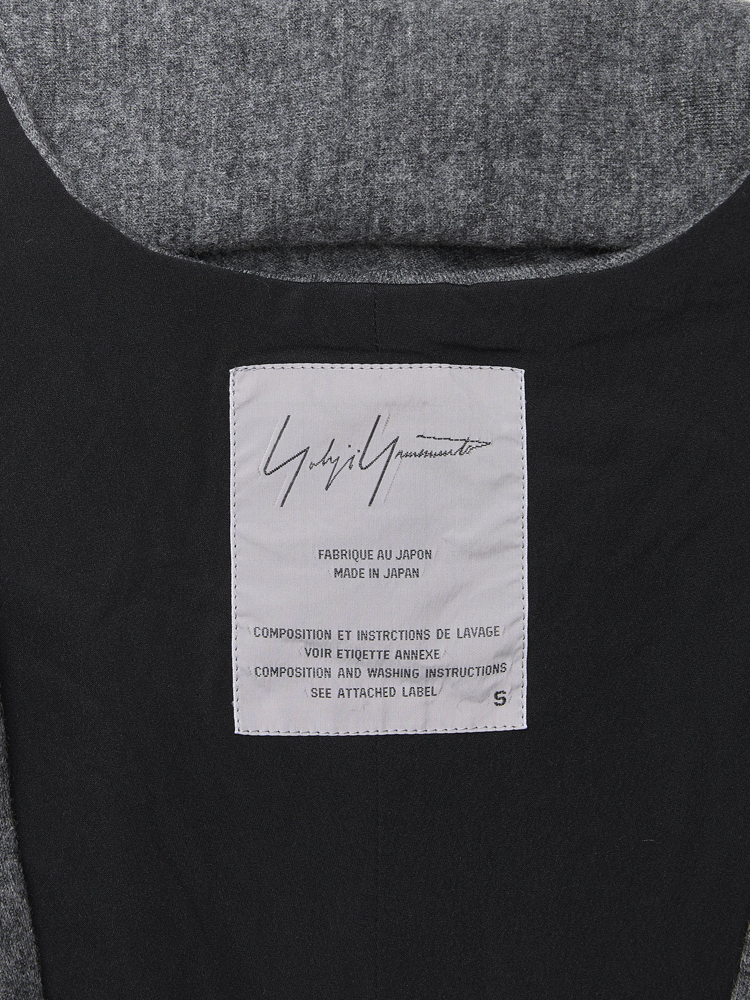 Yohji Yamamoto
FABRIQUE AU JAPON
MADE IN JAPAN
COMPOSITION ET INSTRCTIONS DE LAVAGE
VOIR ETIQETTE ANNEXE
COMPOSITION AND WASHING INSTRUCTIONS
SEE ATTACHED LABEL
S